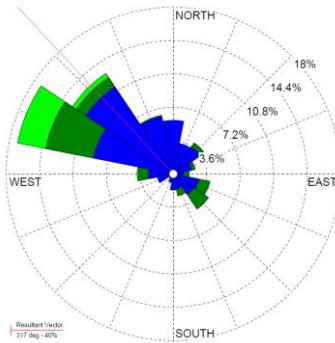 NORTH
18%
14.4%
10.8%
7.2%
3.6%
WEST
EAST
Resultant Vector
317 deg - 40%
SOUTH